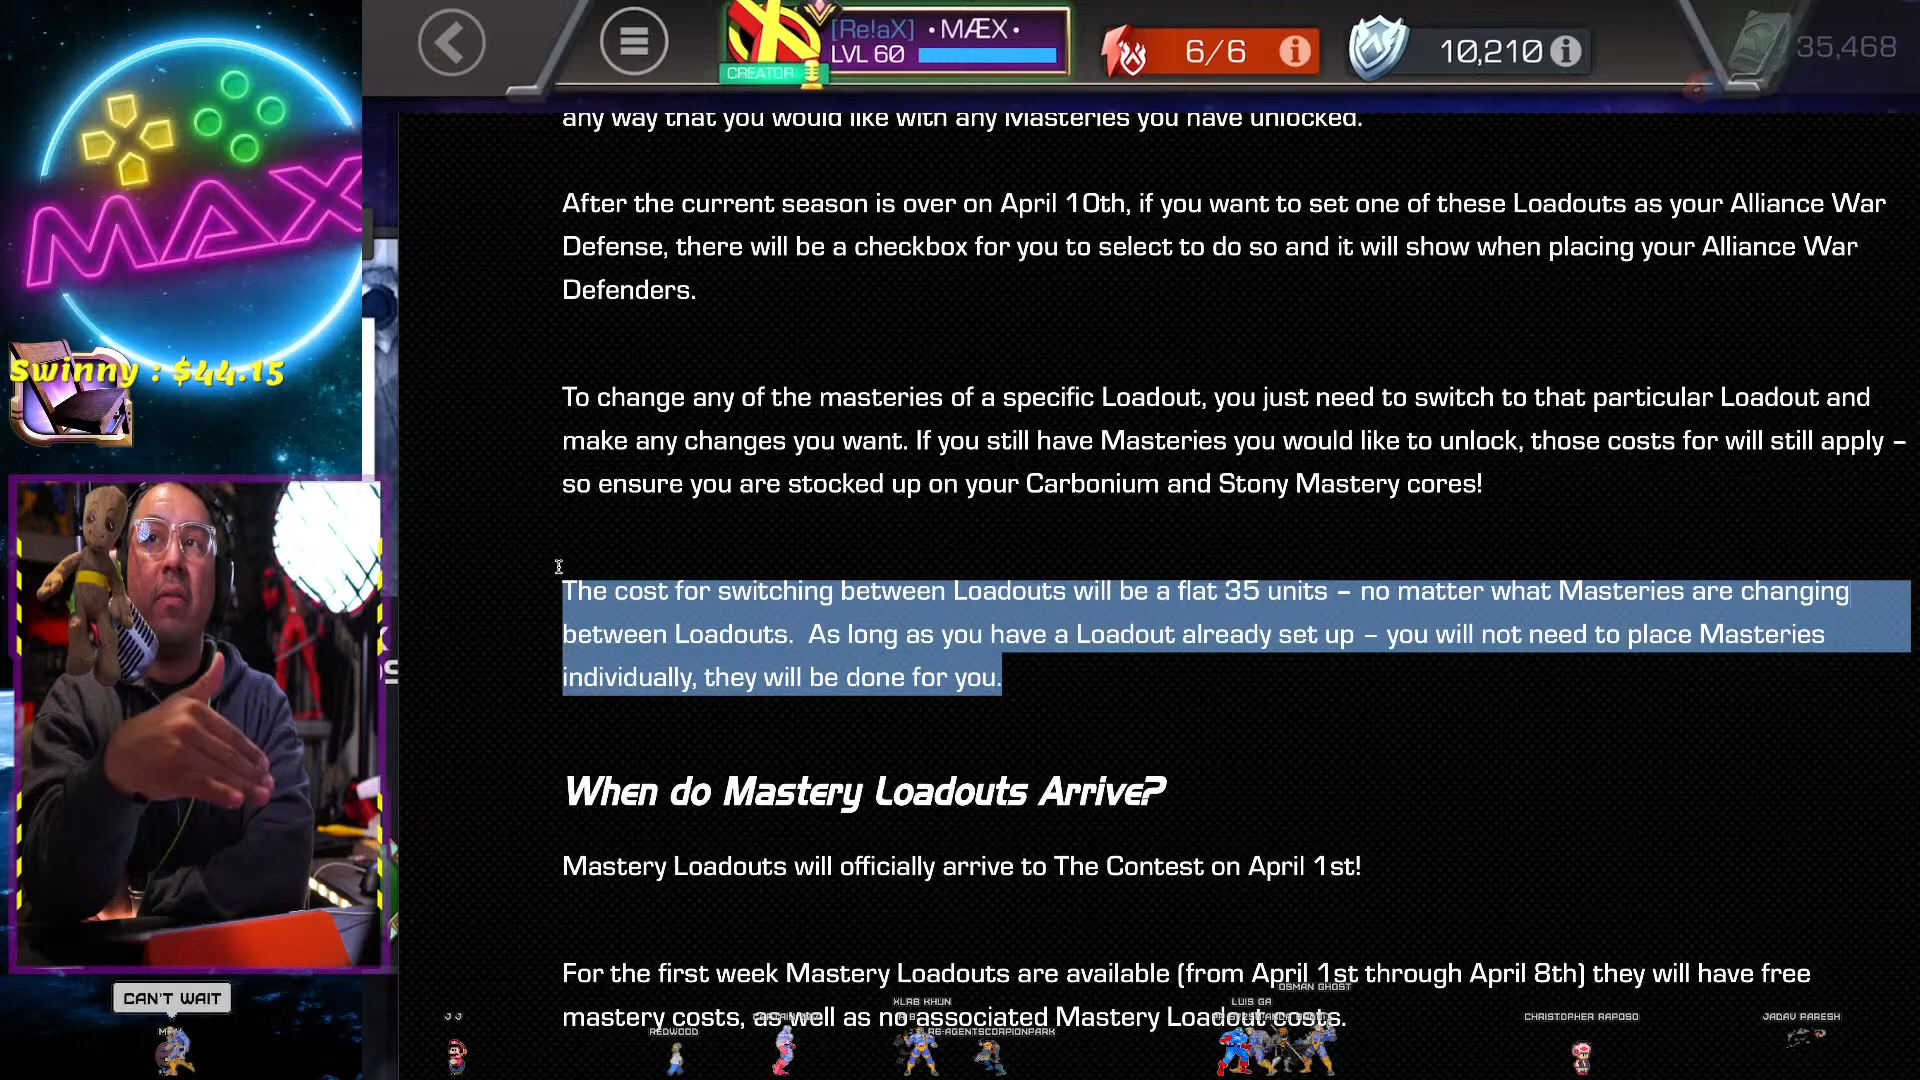 [Re!aX] • MÆX •
LVL 60
CREATOR
6/6
10,210
35,468
MAX
Swinny : $44.15
any way that you would like with any Masteries you have unlocked.
After the current season is over on April 10th, if you want to set one of these Loadouts as your Alliance War
Defense, there will be a checkbox for you to select to do so and it will show when placing your Alliance War
Defenders.
To change any of the masteries of a specific Loadout, you just need to switch to that particular Loadout and
make any changes you want. If you still have Masteries you would like to unlock, those costs for will still apply –
so ensure you are stocked up on your Carbonium and Stony Mastery cores!
The cost for switching between Loadouts will be a flat 35 units – no matter what Masteries are changing
between Loadouts. As long as you have a Loadout already set up – you will not need to place Masteries
individually, they will be done for you.
When do Mastery Loadouts Arrive?
Mastery Loadouts will officially arrive to The Contest on April 1st!
For the first week Mastery Loadouts are available (from April 1st through April 8th) they will have free
mastery costs, as well as no associated Mastery Loadout costs.
CAN'T WAIT
REDWOOD
XLR8 KHUN
RG-AGENTSCORPIONPARK
LUIS GA
OSMAN GHOST
CHRISTOPHER RAPOSO
JADAV PARESH